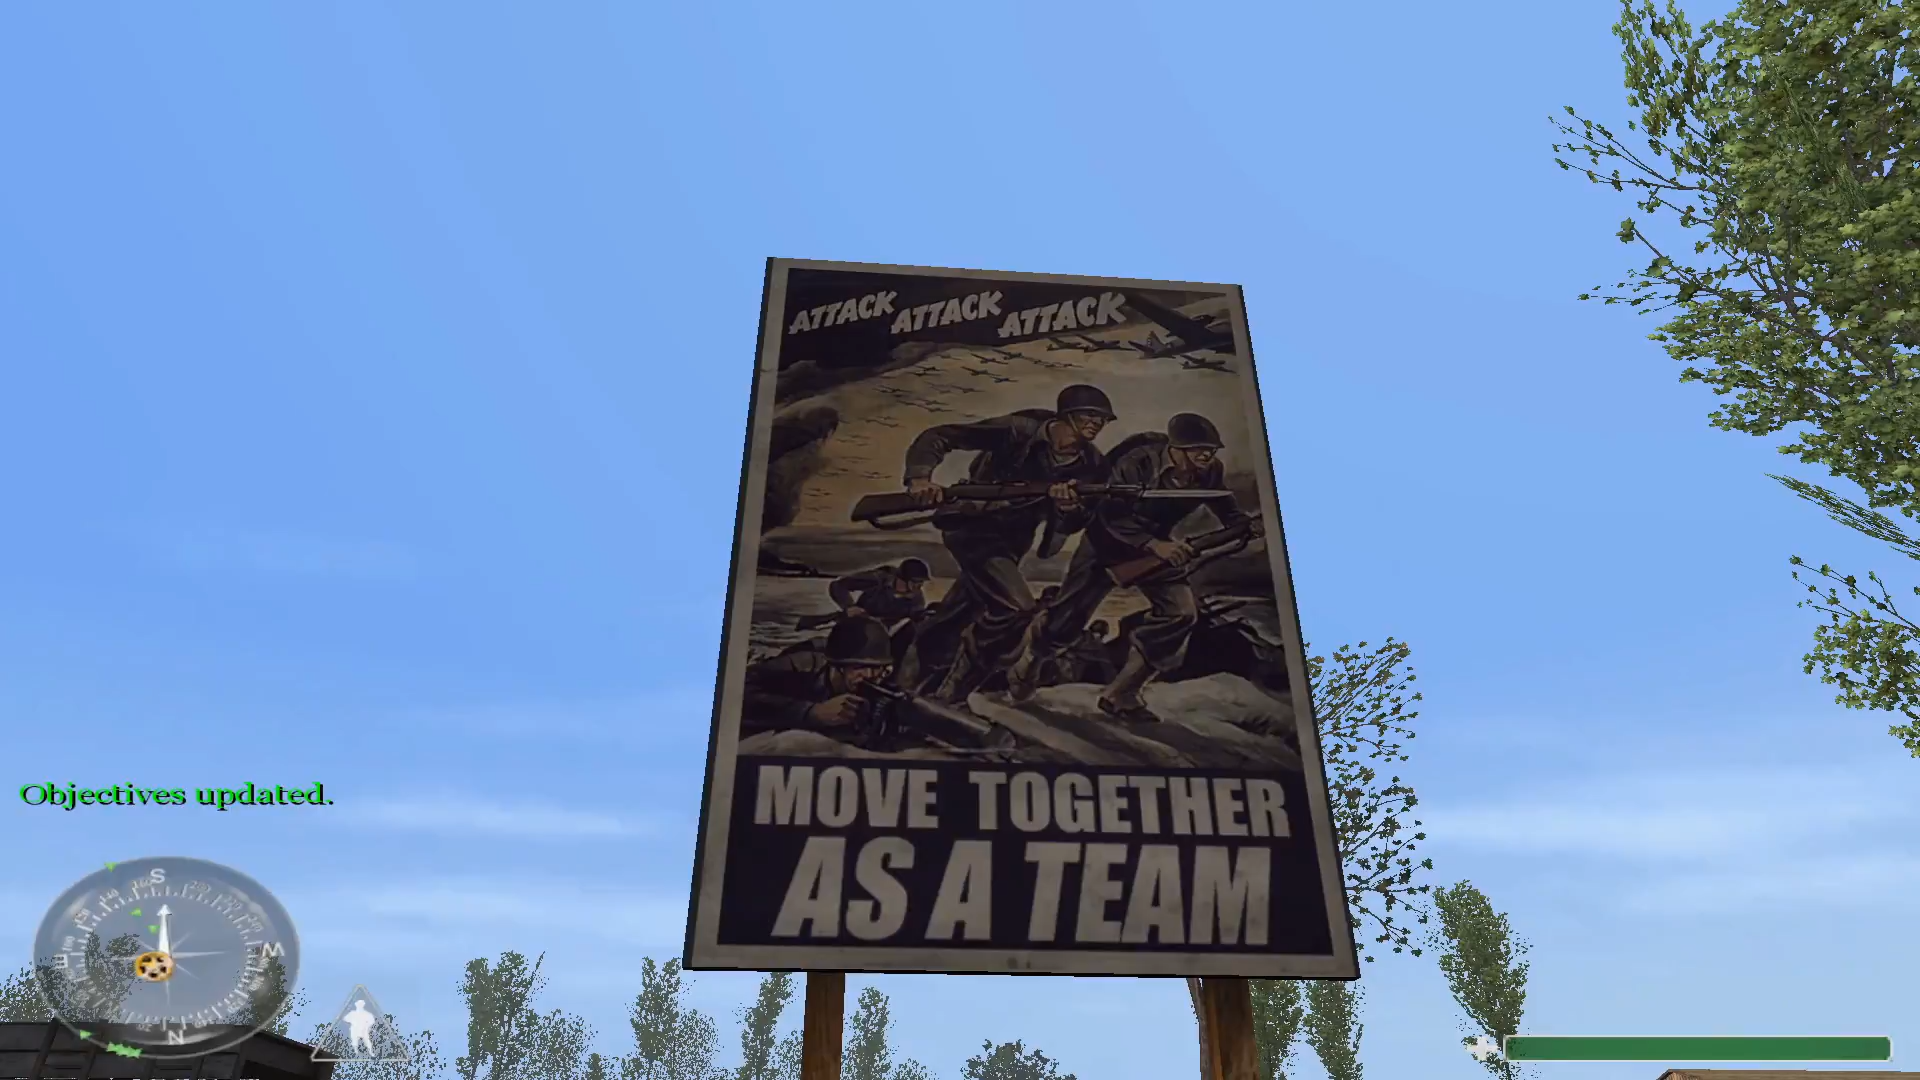 ATTACK ATTACK ATTACK
MOVE TOGETHER
AS A TEAM
Objectives updated.
S
E
W
N